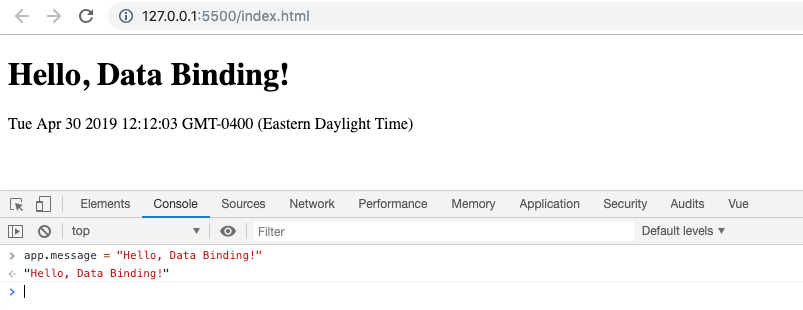 127.0.0.1:5500/index.html
Hello, Data Binding!
Tue Apr 30 2019 12:12:03 GMT-0400 (Eastern Daylight Time)
Elements Console Sources Network Performance Memory Application Security Audits Vue
top Filter Default levels
app.message = "Hello, Data Binding!"
"Hello, Data Binding!"